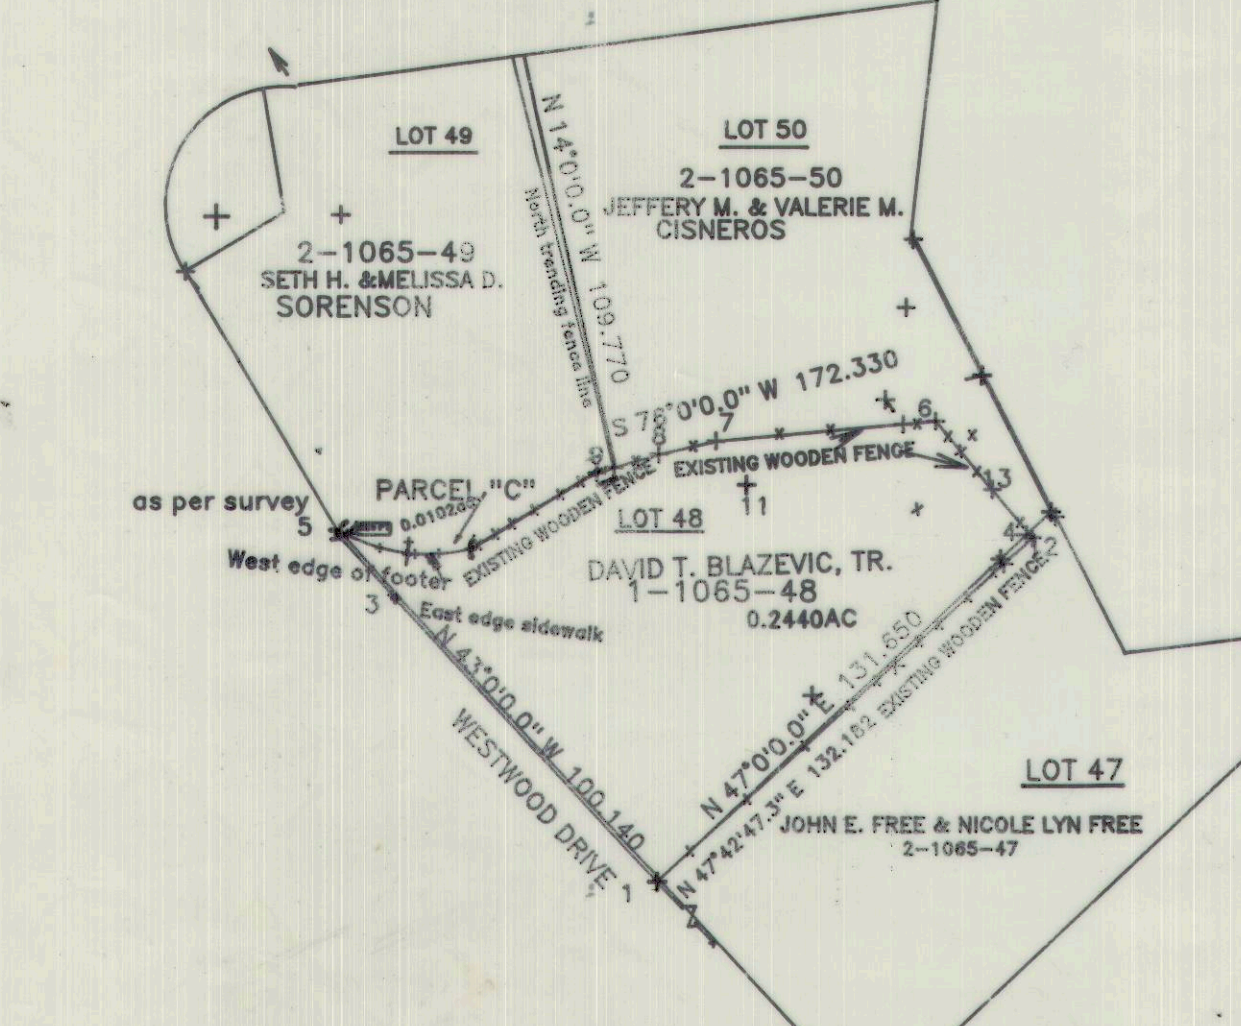 LOT 49
LOT 50
2-1065-50
JEFFERY M. & VALERIE M.
CISNEROS
N 14°0'0.0" W 109.770
North trending fence line
2-1065-49
SETH H. &MELISSA D.
SORENSON
S 76°0'0.0" W 172.330
6
7
8
9
EXISTING WOODEN FENCE
13
PARCEL "C"
as per survey
5
11
EXISTING WOODEN FENCE
LOT 48
West edge of footer
DAVID T. BLAZEVIC, TR.
1-1065-48
0.2440AC
4
2
3
East edge sidewalk
N 43°0'0.0" W 100.140
WESTWOOD DRIVE
1
N 47°0'0.0" E 131.650
N 47°42'47.3" E 132.182
EXISTING WOODEN FENCE
LOT 47
JOHN E. FREE & NICOLE LYN FREE
2-1065-47